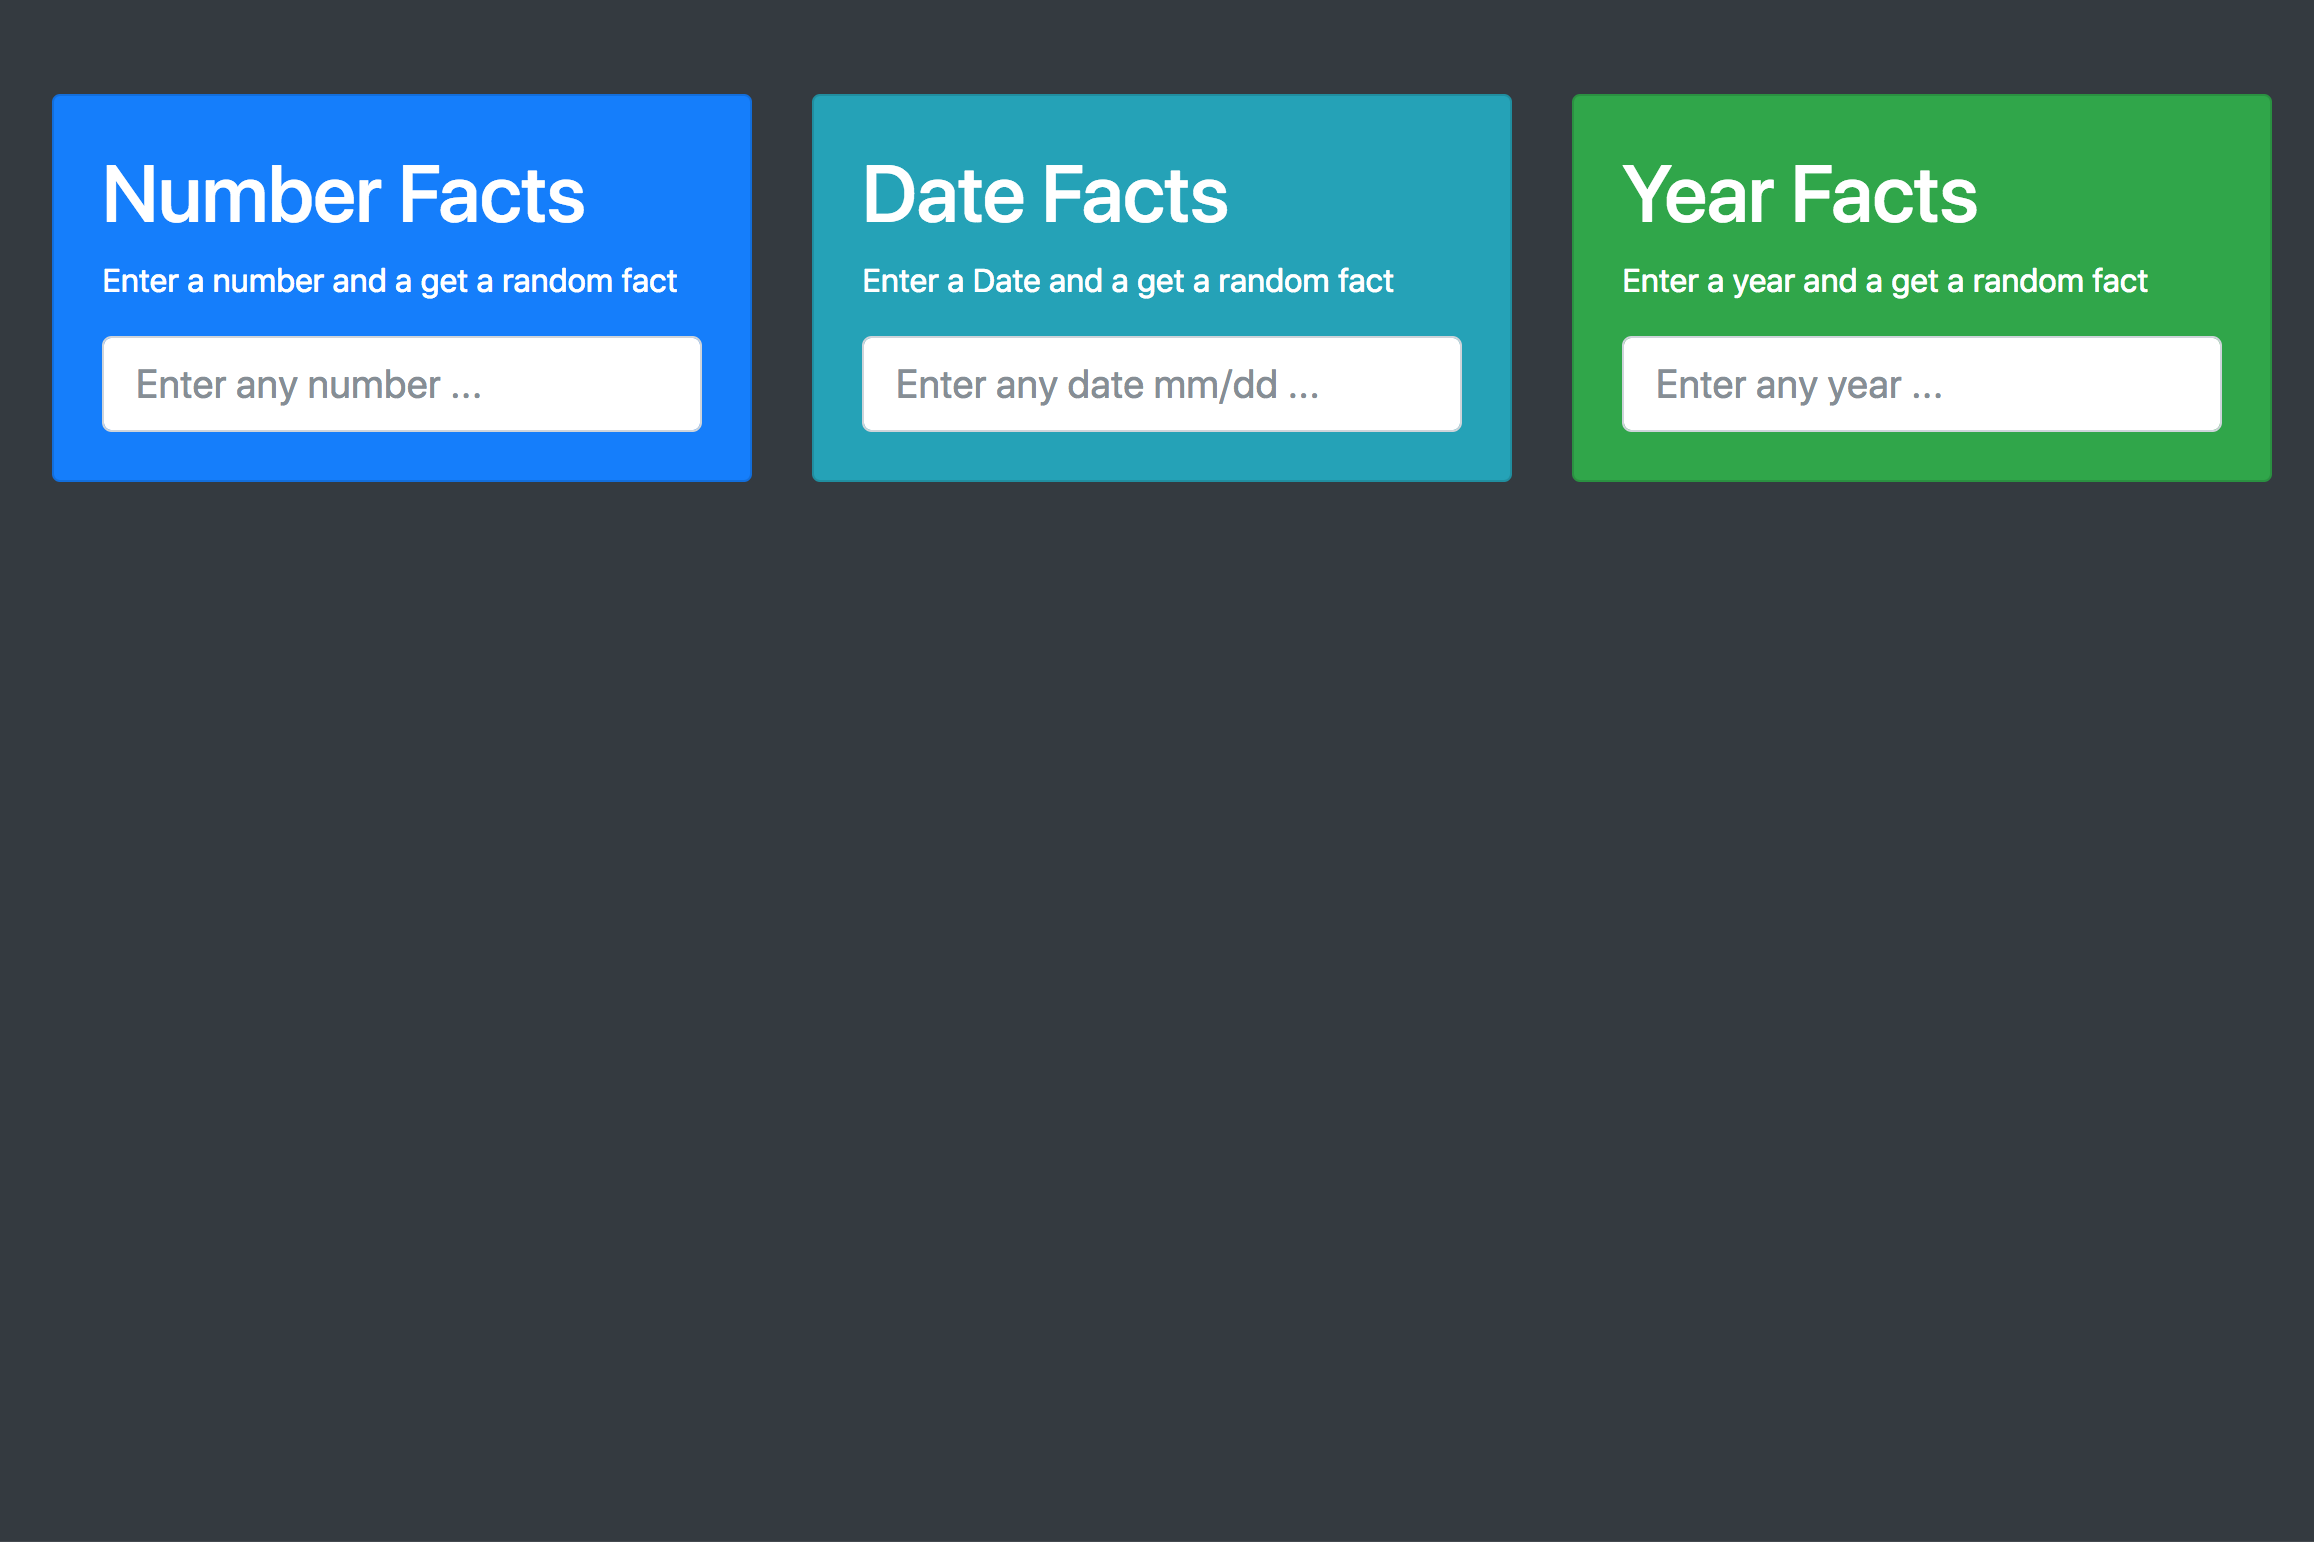 Number Facts
Enter a number and a get a random fact
Enter any number ...
Date Facts
Enter a Date and a get a random fact
Enter any date mm/dd ...
Year Facts
Enter a year and a get a random fact
Enter any year ...